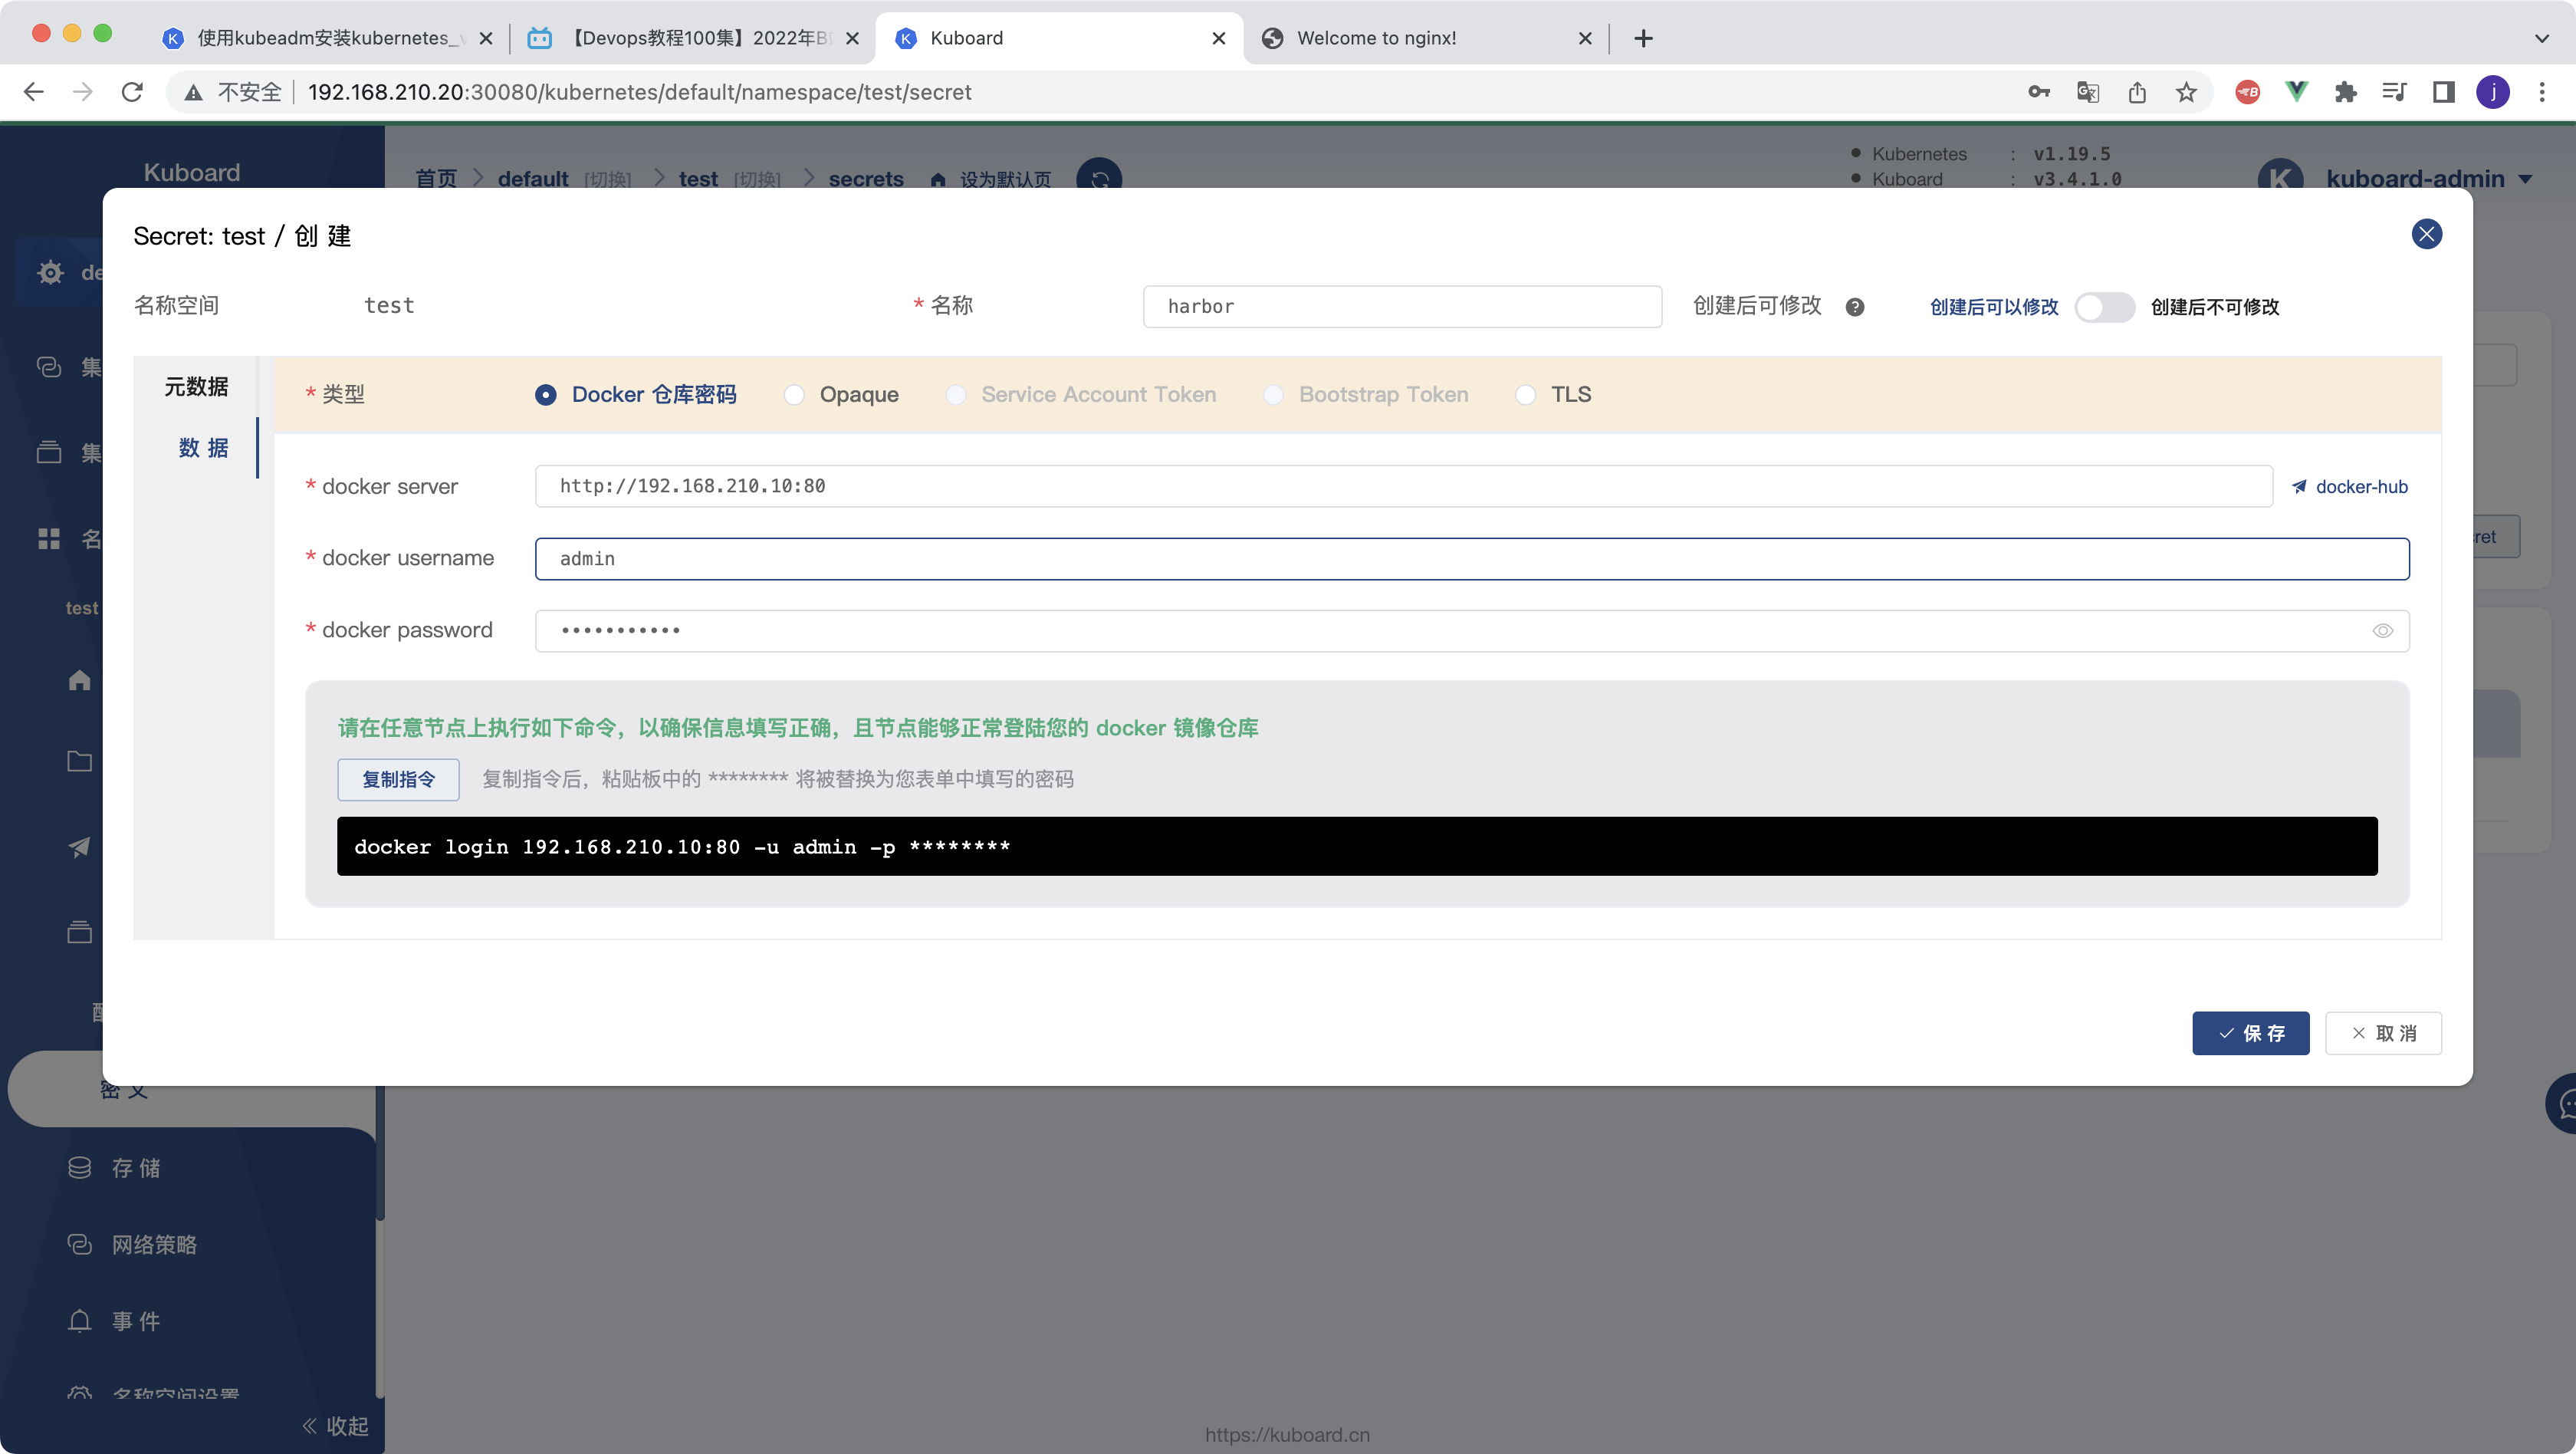 使用kubeadm安装kubernetes_v
【Devops教程100集】2022年B
Kuboard
Welcome to nginx!
不安全
192.168.210.20:30080/kubernetes/default/namespace/test/secret
j
Kuboard
首页 > default [切换] > test [切换] > secrets 设为默认页
Kubernetes : v1.19.5
Kuboard : v3.4.1.0
K
kuboard-admin
Secret: test / 创 建
名称空间 test
* 名称 harbor
创建后可修改 ? 创建后可以修改 创建后不可修改
元数据
数 据
* 类型 Docker 仓库密码 Opaque Service Account Token Bootstrap Token TLS
* docker server http://192.168.210.10:80 docker-hub
* docker username admin
* docker password •••••••••••
请在任意节点上执行如下命令，以确保信息填写正确，且节点能够正常登陆您的 docker 镜像仓库
复制指令 复制指令后，粘贴板中的 ******** 将被替换为您表单中填写的密码
docker login 192.168.210.10:80 -u admin -p ********
保 存
取 消
de
集
集
名
test
密 文
存 储
网络策略
事 件
名称空间设置
收起
https://kuboard.cn